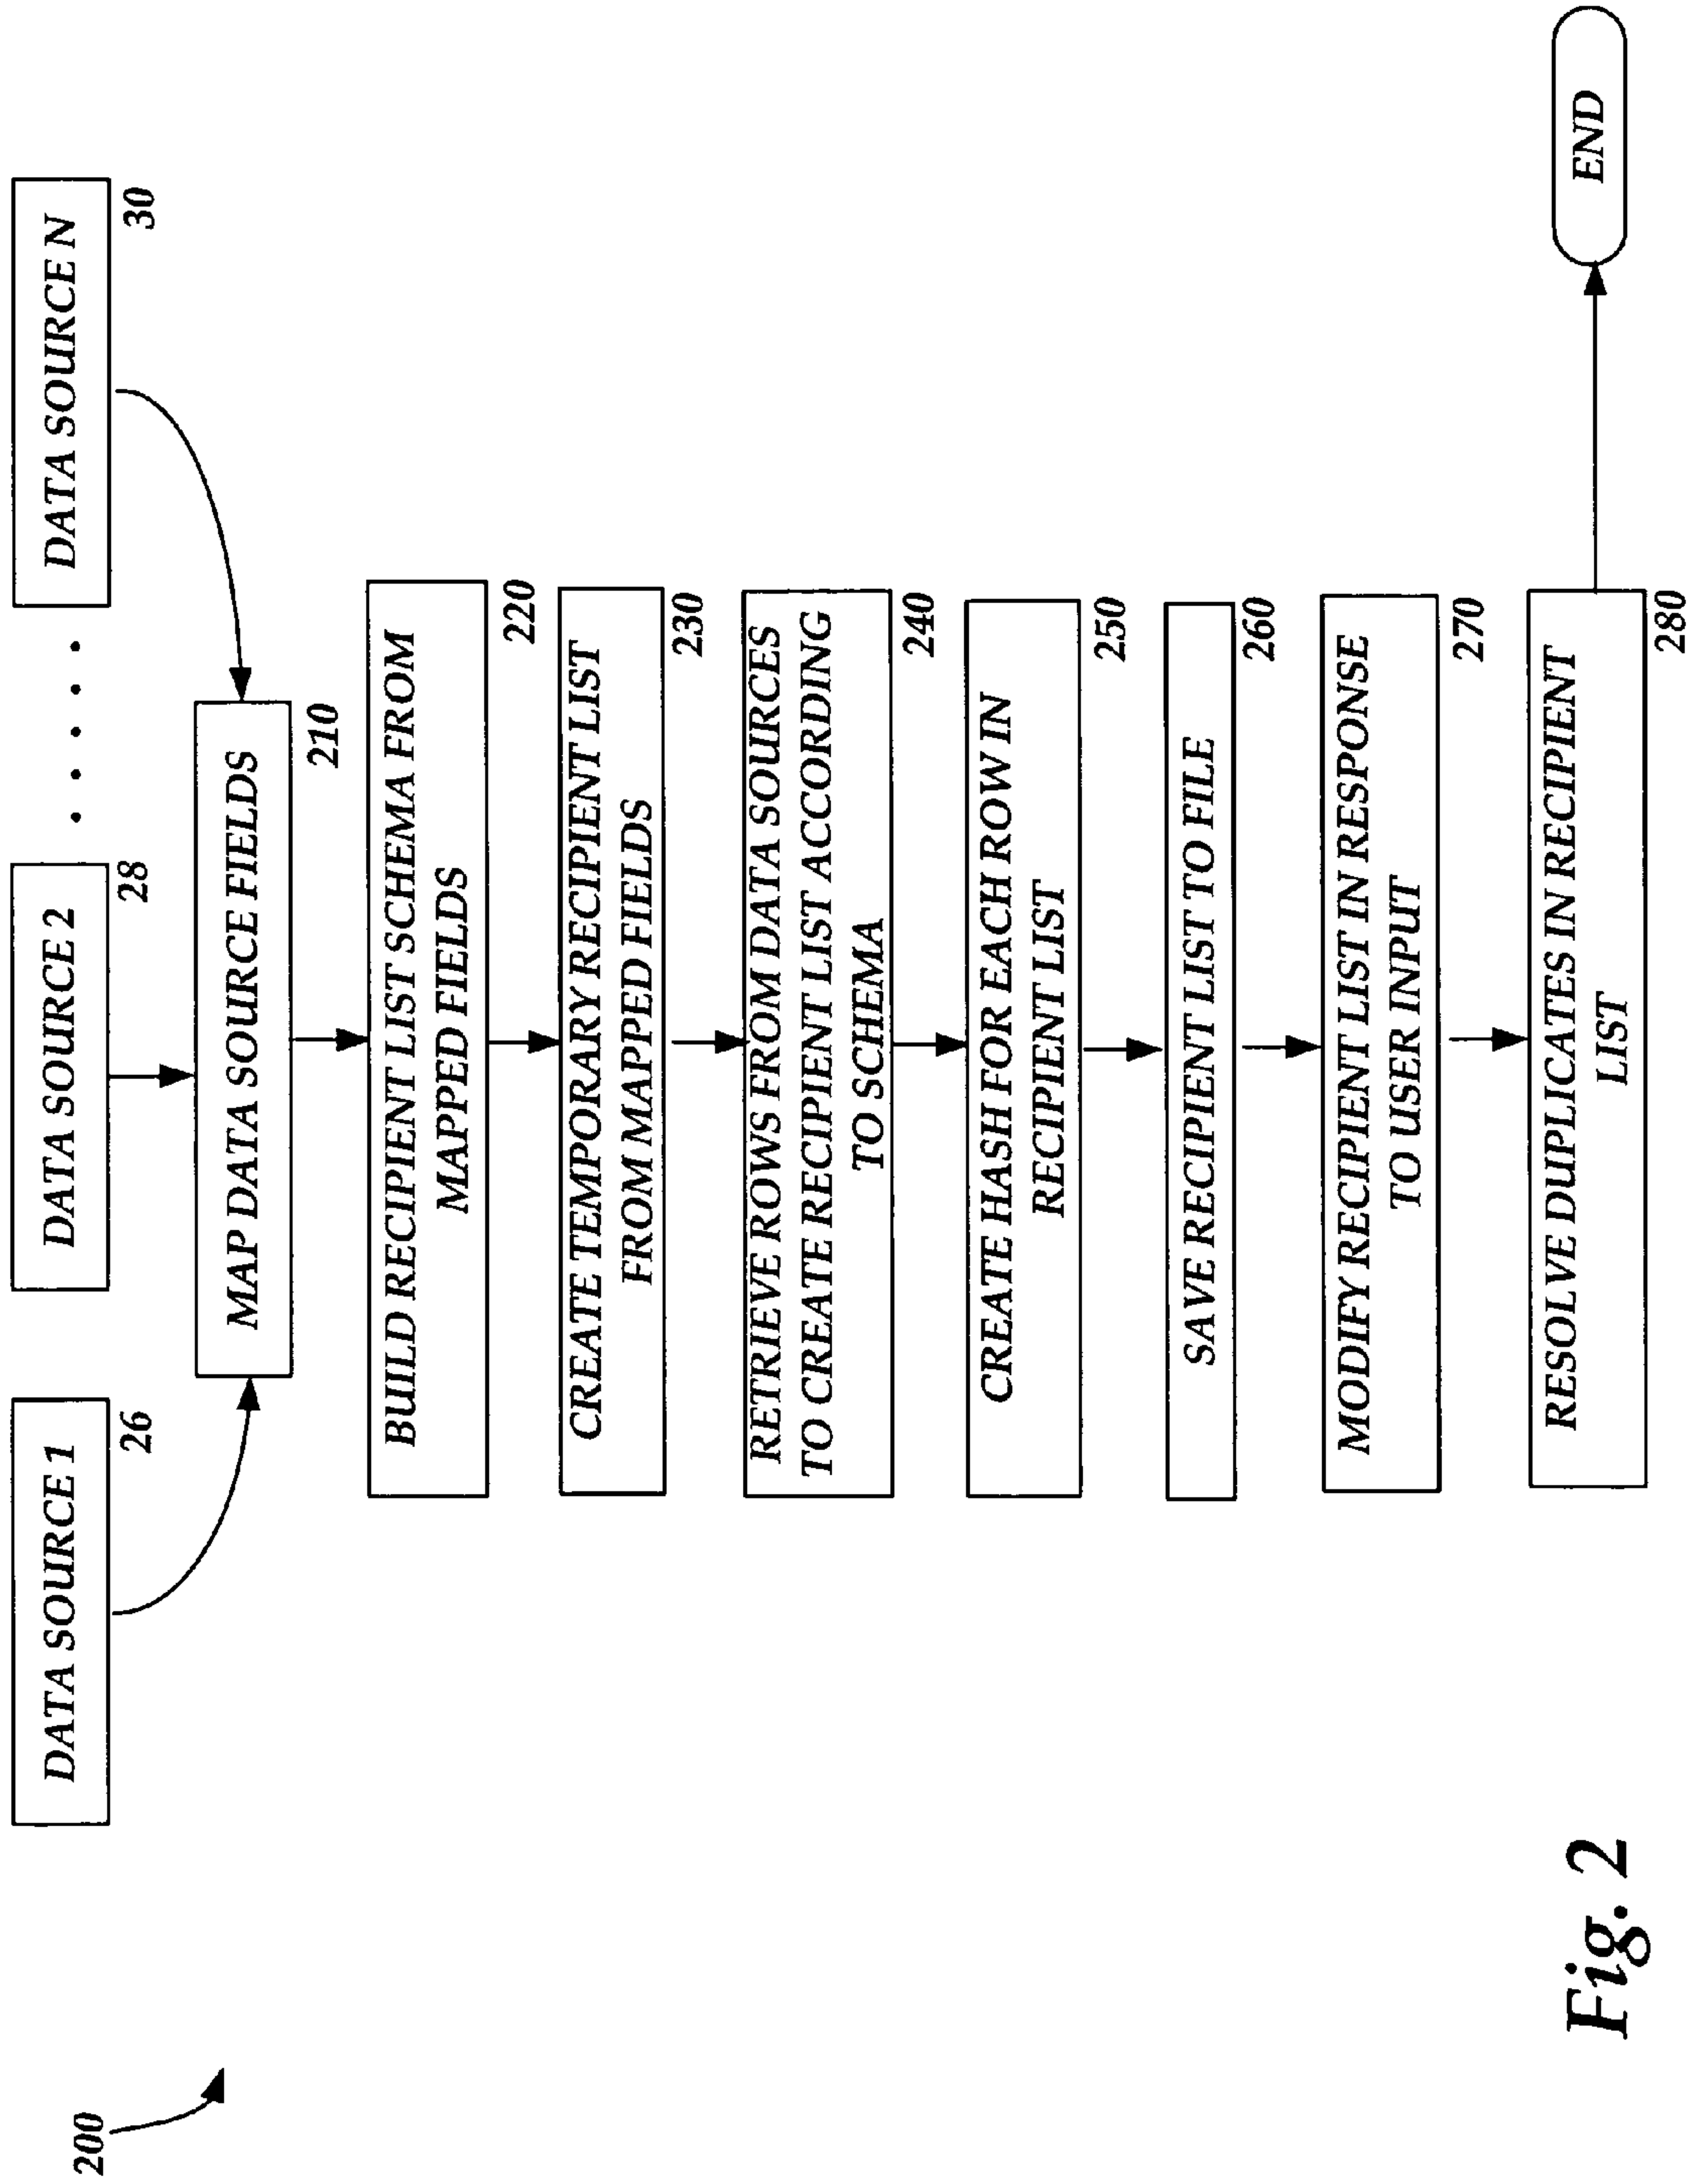 200
DATA SOURCE 1
26
DATA SOURCE 2
28
DATA SOURCE N
30
MAP DATA SOURCE FIELDS
210
BUILD RECIPIENT LIST SCHEMA FROM
MAPPED FIELDS
220
CREATE TEMPORARY RECIPIENT LIST
FROM MAPPED FIELDS
230
RETRIEVE ROWS FROM DATA SOURCES
TO CREATE RECIPIENT LIST ACCORDING
TO SCHEMA
240
CREATE HASH FOR EACH ROW IN
RECIPIENT LIST
250
SAVE RECIPIENT LIST TO FILE
260
MODIFY RECIPIENT LIST IN RESPONSE
TO USER INPUT
270
RESOLVE DUPLICATES IN RECIPIENT
LIST
280
END
Fig. 2